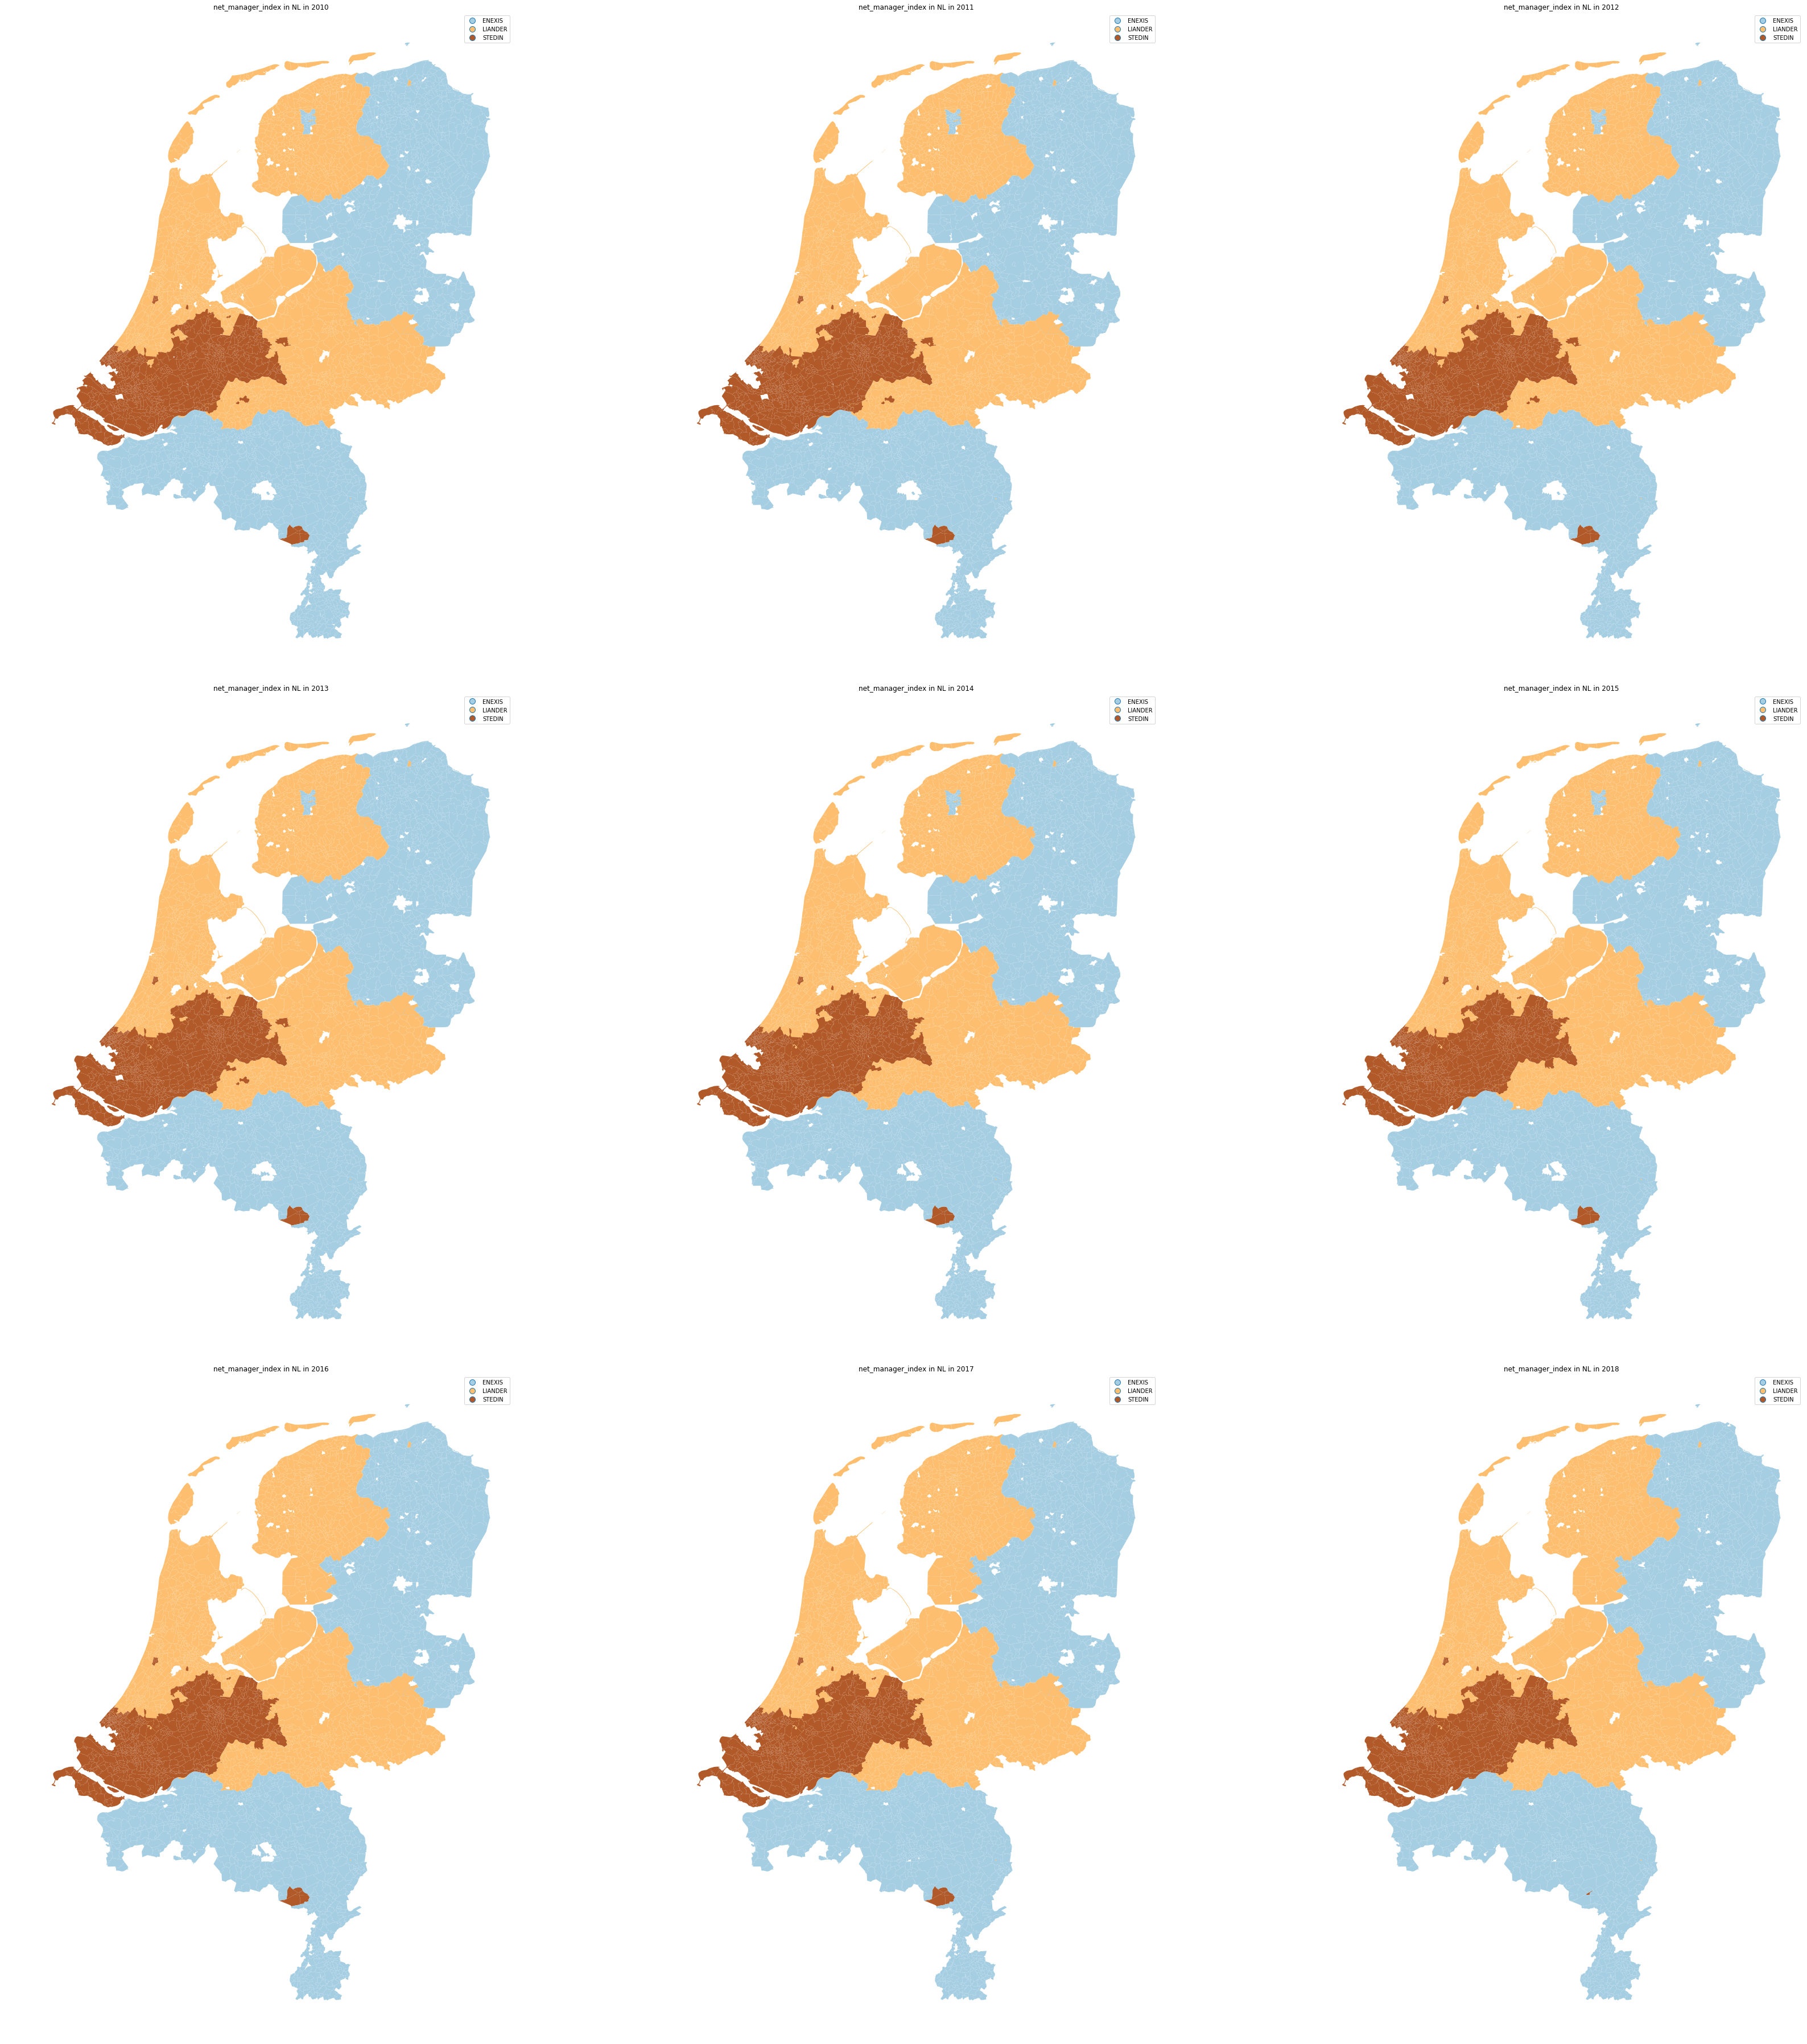 net_manager_index in NL in 2010
ENEXIS
LIANDER
STEDIN
net_manager_index in NL in 2011
ENEXIS
LIANDER
STEDIN
net_manager_index in NL in 2012
ENEXIS
LIANDER
STEDIN
net_manager_index in NL in 2013
ENEXIS
LIANDER
STEDIN
net_manager_index in NL in 2014
ENEXIS
LIANDER
STEDIN
net_manager_index in NL in 2015
ENEXIS
LIANDER
STEDIN
net_manager_index in NL in 2016
ENEXIS
LIANDER
STEDIN
net_manager_index in NL in 2017
ENEXIS
LIANDER
STEDIN
net_manager_index in NL in 2018
ENEXIS
LIANDER
STEDIN